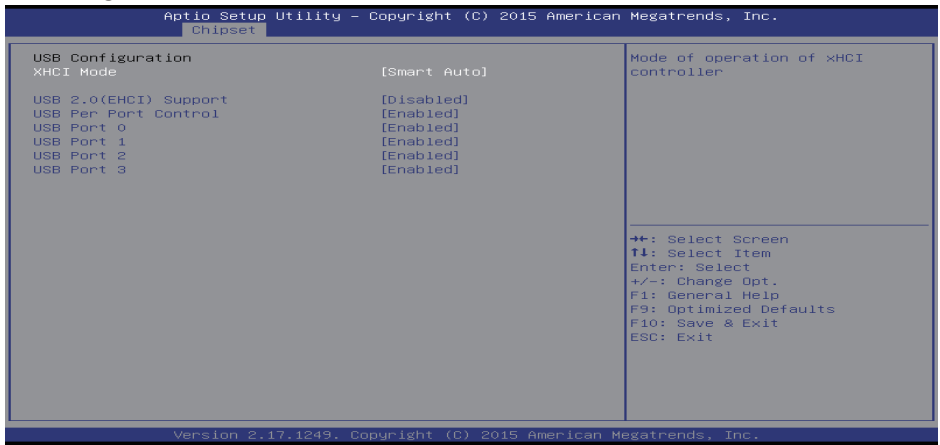 Aptio Setup Utility – Copyright (C) 2015 American Megatrends, Inc.
Chipset
USB Configuration
XHCI Mode [Smart Auto]
USB 2.0(EHCI) Support [Disabled]
USB Per Port Control [Enabled]
USB Port 0 [Enabled]
USB Port 1 [Enabled]
USB Port 2 [Enabled]
USB Port 3 [Enabled]
Mode of operation of xHCI
controller
→←: Select Screen
↑↓: Select Item
Enter: Select
+/-: Change Opt.
F1: General Help
F9: Optimized Defaults
F10: Save & Exit
ESC: Exit
Version 2.17.1249. Copyright (C) 2015 American Megatrends, Inc.